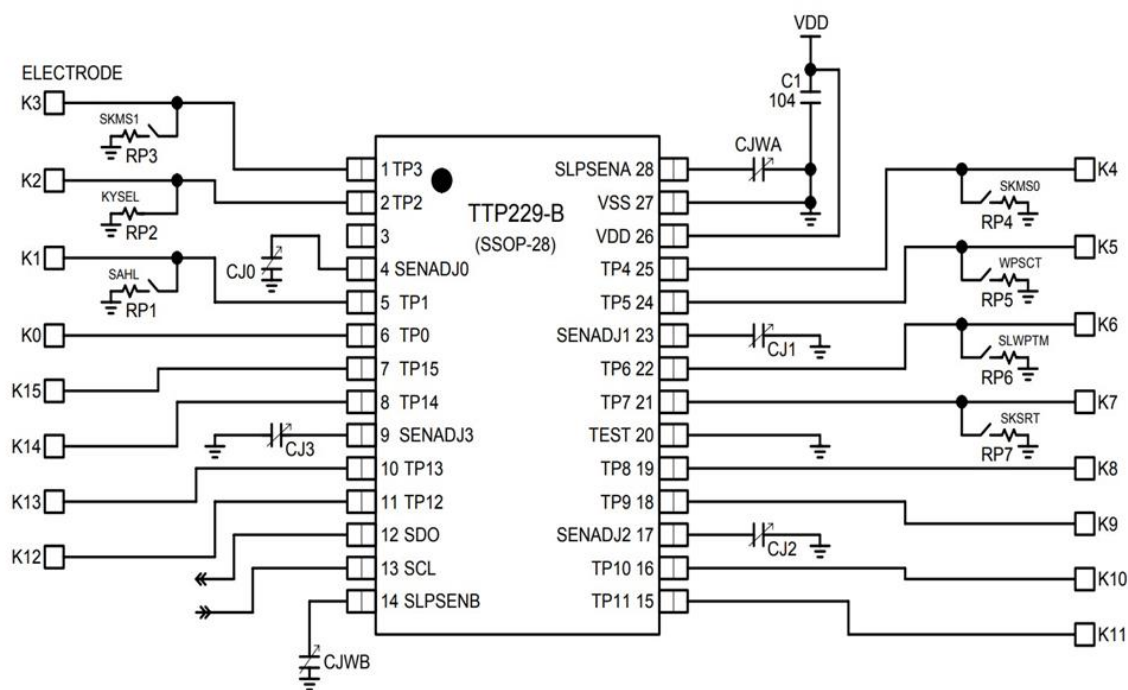 VDD
ELECTRODE
K3
SKMS1
RP3
K2
KYSEL
RP2
K1
SAHL
RP1
K0
K15
K14
K13
K12
CJ0
CJ3
CJWB
1 TP3
2 TP2
3
4 SENADJ0
5 TP1
6 TP0
7 TP15
8 TP14
9 SENADJ3
10 TP13
11 TP12
12 SDO
13 SCL
14 SLPSENB
TTP229-B
(SSOP-28)
SLPSENA 28
VSS 27
VDD 26
TP4 25
TP5 24
SENADJ1 23
TP6 22
TP7 21
TEST 20
TP8 19
TP9 18
SENADJ2 17
TP10 16
TP11 15
C1
104
CJWA
CJ1
CJ2
K4
SKMS0
RP4
K5
WPSCT
RP5
K6
SLWPTM
RP6
K7
SKSRT
RP7
K8
K9
K10
K11